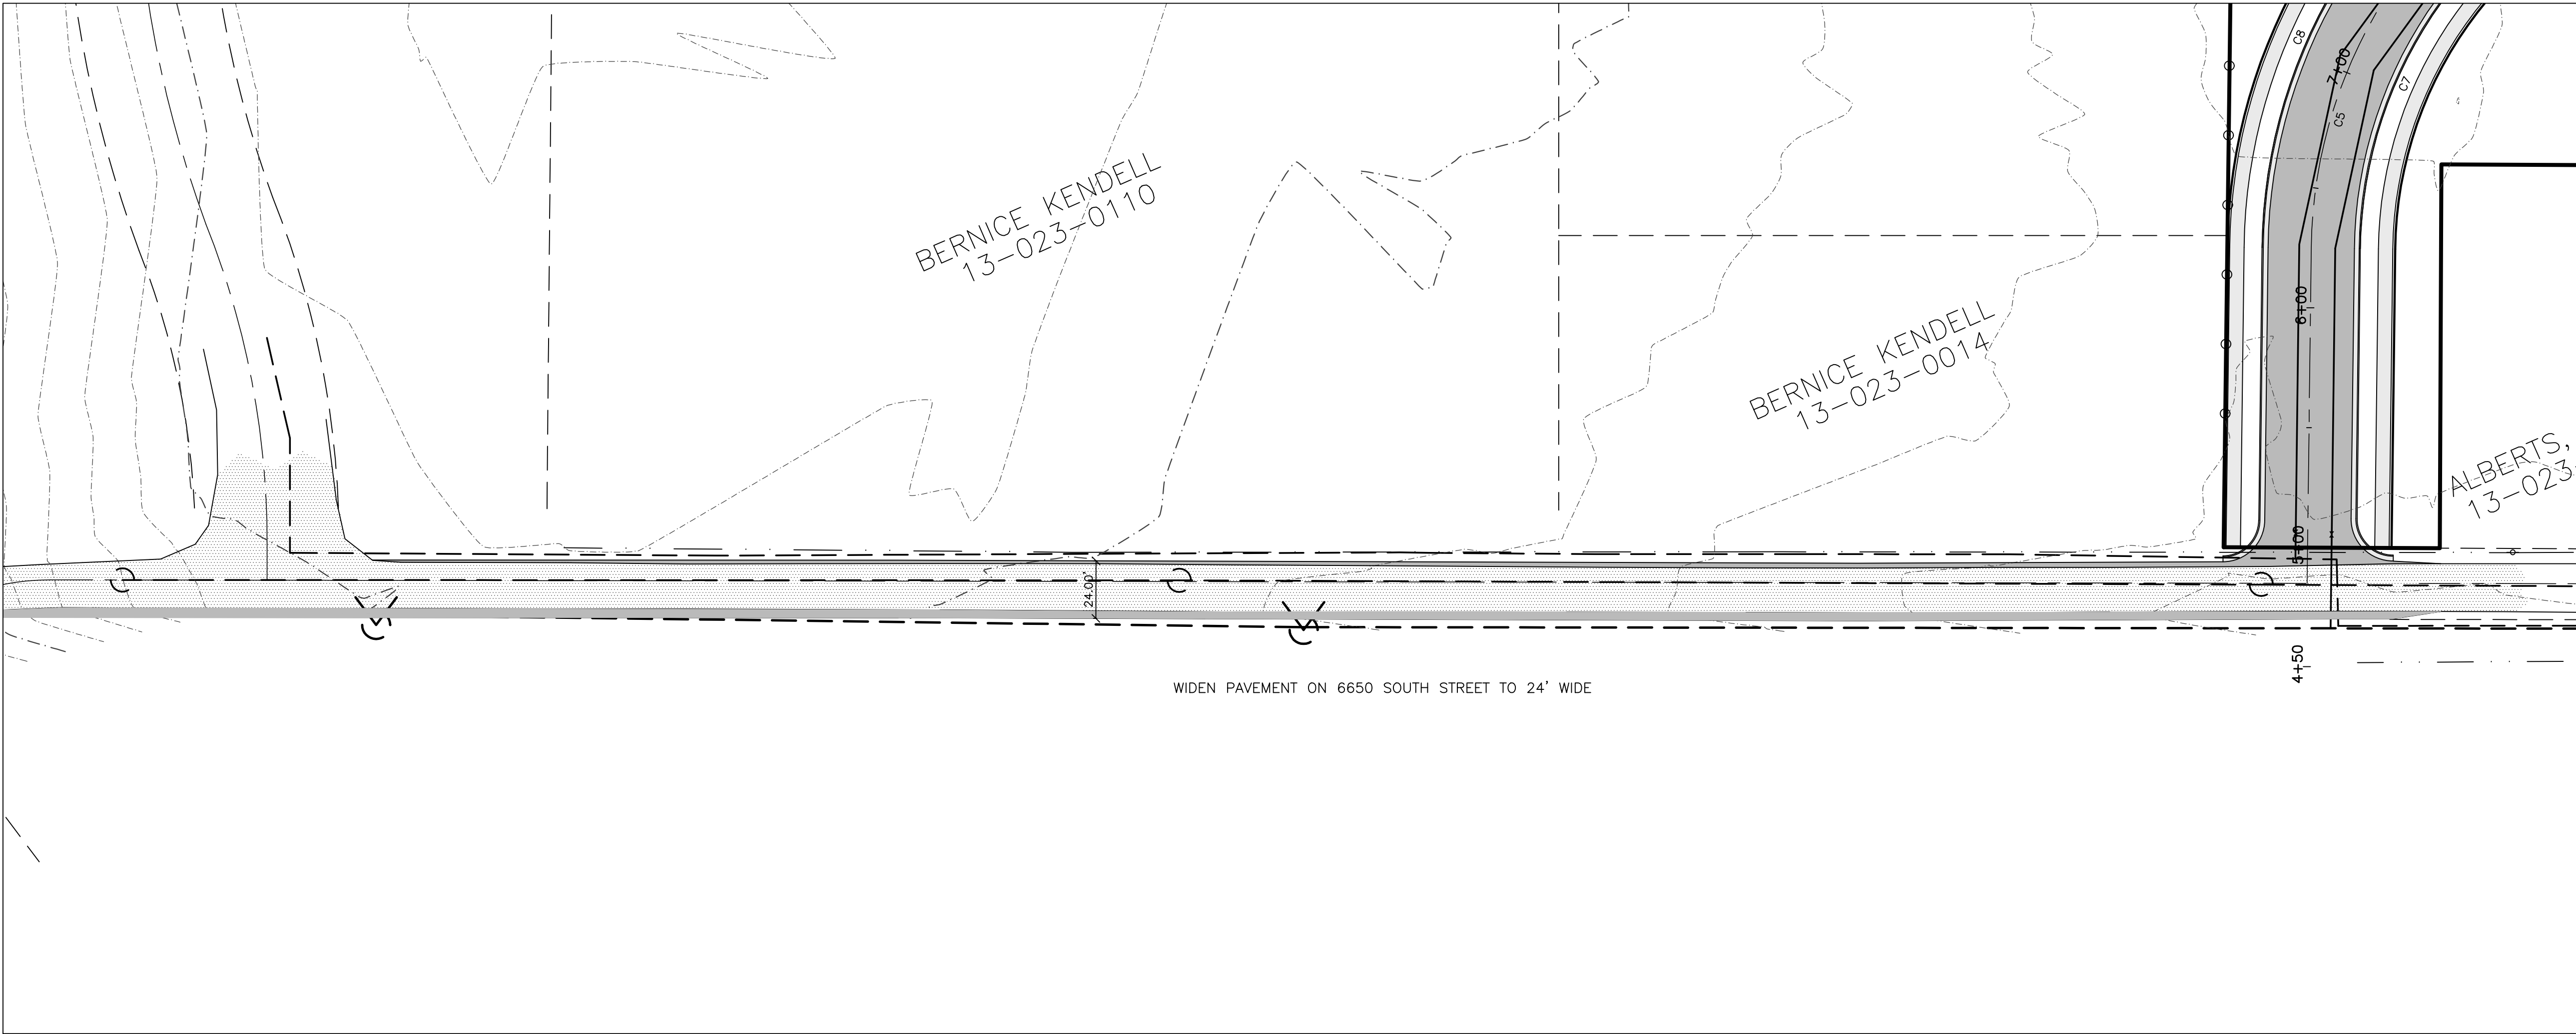 C8
7+00
C7
C5
BERNICE KENDELL
13-023-0110
6+00
BERNICE KENDELL
13-023-0014
ALBERTS,
13-023
5+00
24.00'
4+50
WIDEN PAVEMENT ON 6650 SOUTH STREET TO 24' WIDE